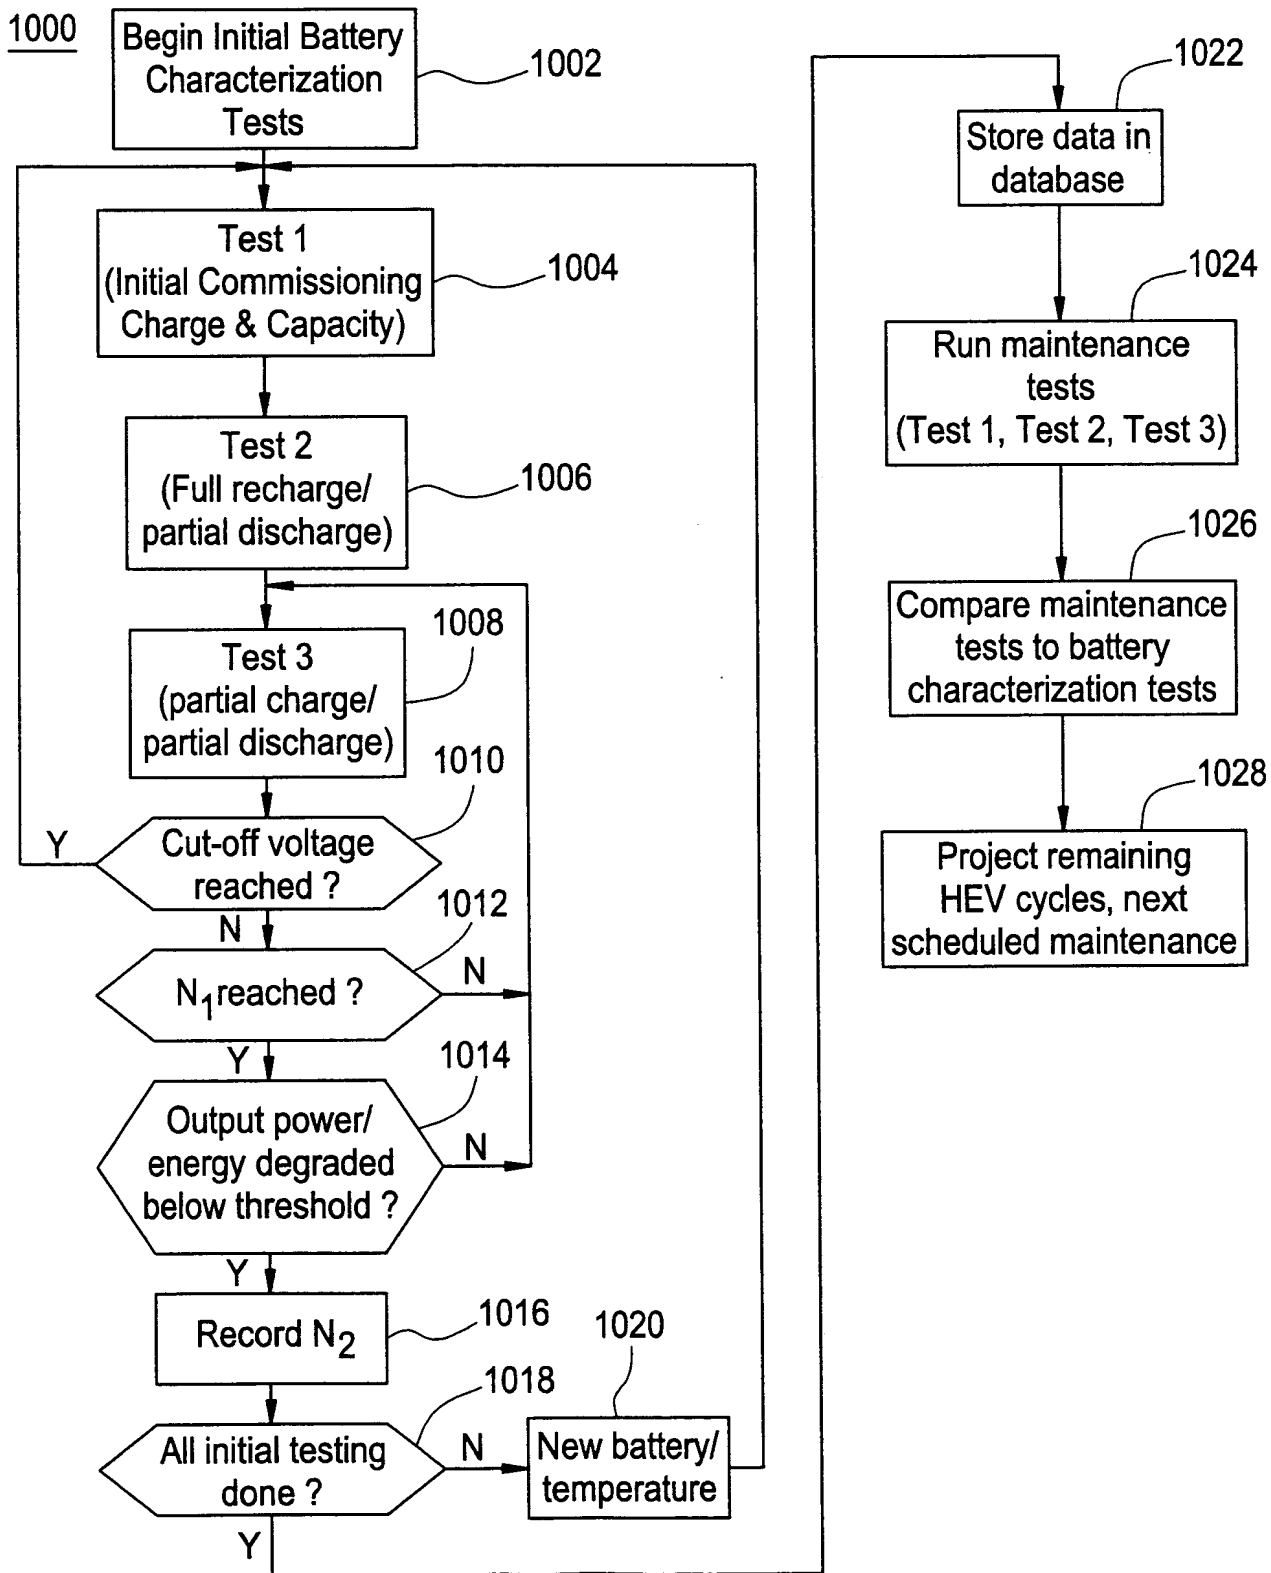 1000
Begin Initial Battery
Characterization
Tests
1002
Test 1
(Initial Commissioning
Charge & Capacity)
1004
Test 2
(Full recharge/
partial discharge)
1006
Test 3
(partial charge/
partial discharge)
1008
Cut-off voltage
reached ?
1010
Y
N
N1 reached ?
1012
N
Y
Output power/
energy degraded
below threshold ?
1014
N
Y
Record N2
1016
All initial testing
done ?
1018
N
Y
New battery/
temperature
1020
Store data in
database
1022
Run maintenance
tests
(Test 1, Test 2, Test 3)
1024
Compare maintenance
tests to battery
characterization tests
1026
Project remaining
HEV cycles, next
scheduled maintenance
1028